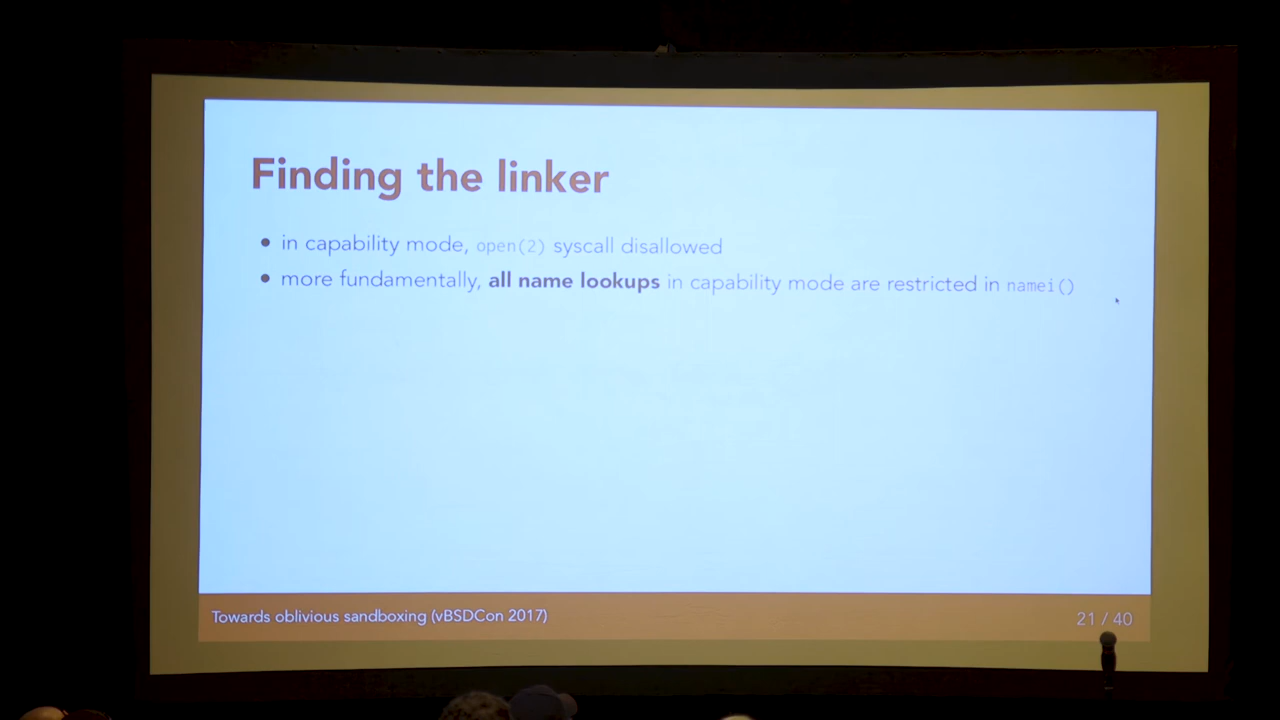 Finding the linker
• in capability mode, open(2) syscall disallowed
• more fundamentally, all name lookups in capability mode are restricted in namei()
Towards oblivious sandboxing (vBSDCon 2017)
21 / 40